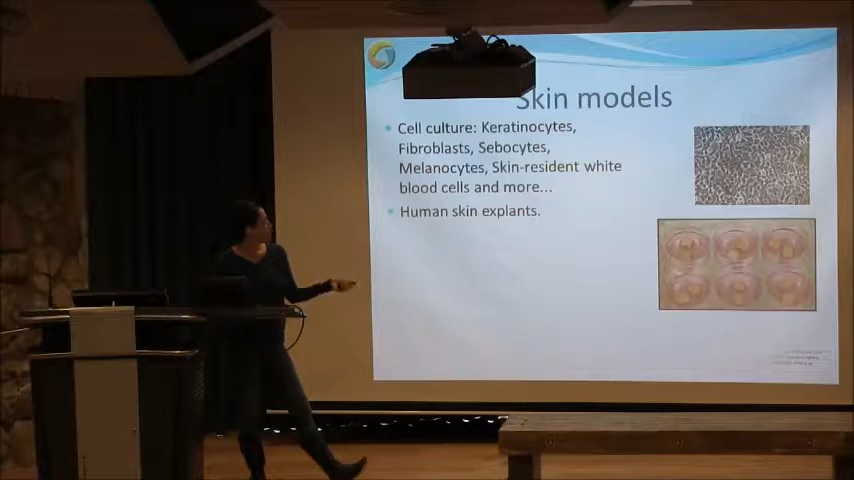 Skin models
• Cell culture: Keratinocytes,
Fibroblasts, Sebocytes,
Melanocytes, Skin-resident white
blood cells, and more...
• Human skin explants.